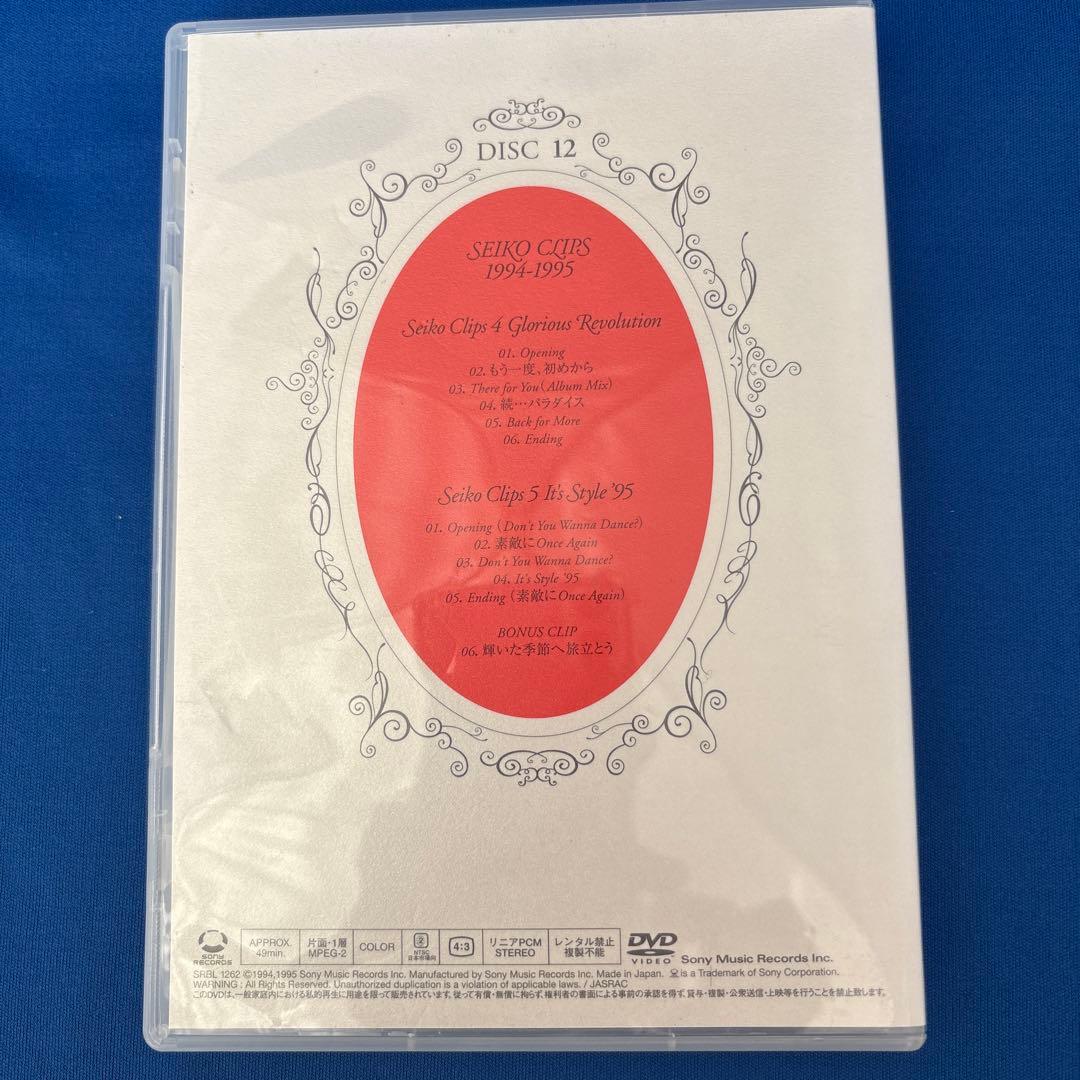 DISC 12
SEIKO CLIPS
1994-1995
Seiko Clips 4 Glorious Revolution
01. Opening
02. もう一度、初めから
03. There for You (Album Mix)
04. 続…パラダイス
05. Back for More
06. Ending
Seiko Clips 5 It's Style '95
01. Opening (Don't You Wanna Dance?)
02. 素敵にOnce Again
03. Don't You Wanna Dance?
04. It's Style '95
05. Ending (素敵にOnce Again)
BONUS CLIP
06. 輝いた季節へ旅立とう
SONY RECORDS
APPROX. 49min.
片面・1層 MPEG-2
COLOR
2 NTSC 日本市場向
4:3
リニアPCM STEREO
レンタル禁止 複製不能
DVD VIDEO
Sony Music Records Inc.
SRBL 1262 ©1994,1995 Sony Music Records Inc. Manufactured by Sony Music Records Inc. Made in Japan. is a Trademark of Sony Corporation.
WARNING : All Rights Reserved. Unauthorized duplication is a violation of applicable laws. / JASRAC
このDVDは、一般家庭内における私的再生に用途を限って販売されています。従って有償・無償に拘らず、権利者の書面による事前の承認を得ず、貸与・複製・公衆送信・上映等を行うことを禁止致します。